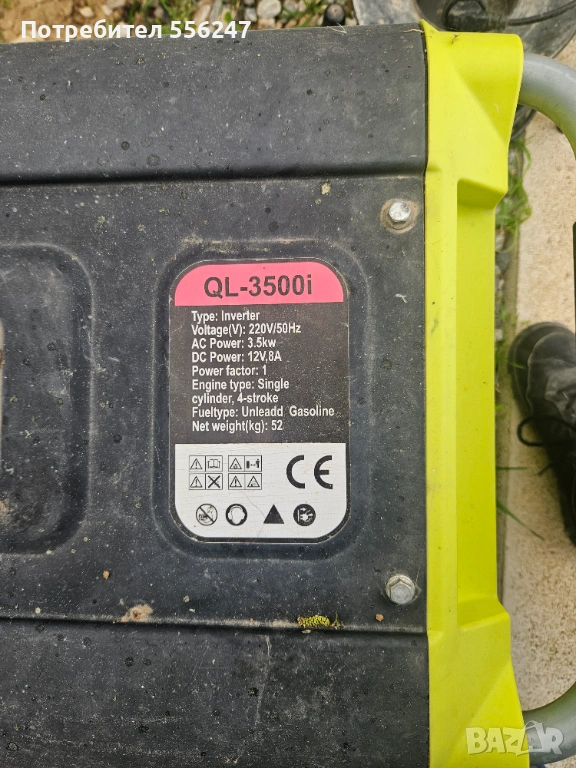 Потребител 556247
QL-3500i
Type: Inverter
Voltage(V): 220V/50Hz
AC Power: 3.5kw
DC Power: 12V,8A
Power factor: 1
Engine type: Single
cylinder, 4-stroke
Fueltype: Unleadd Gasoline
Net weight(kg): 52
CE
BAZAR